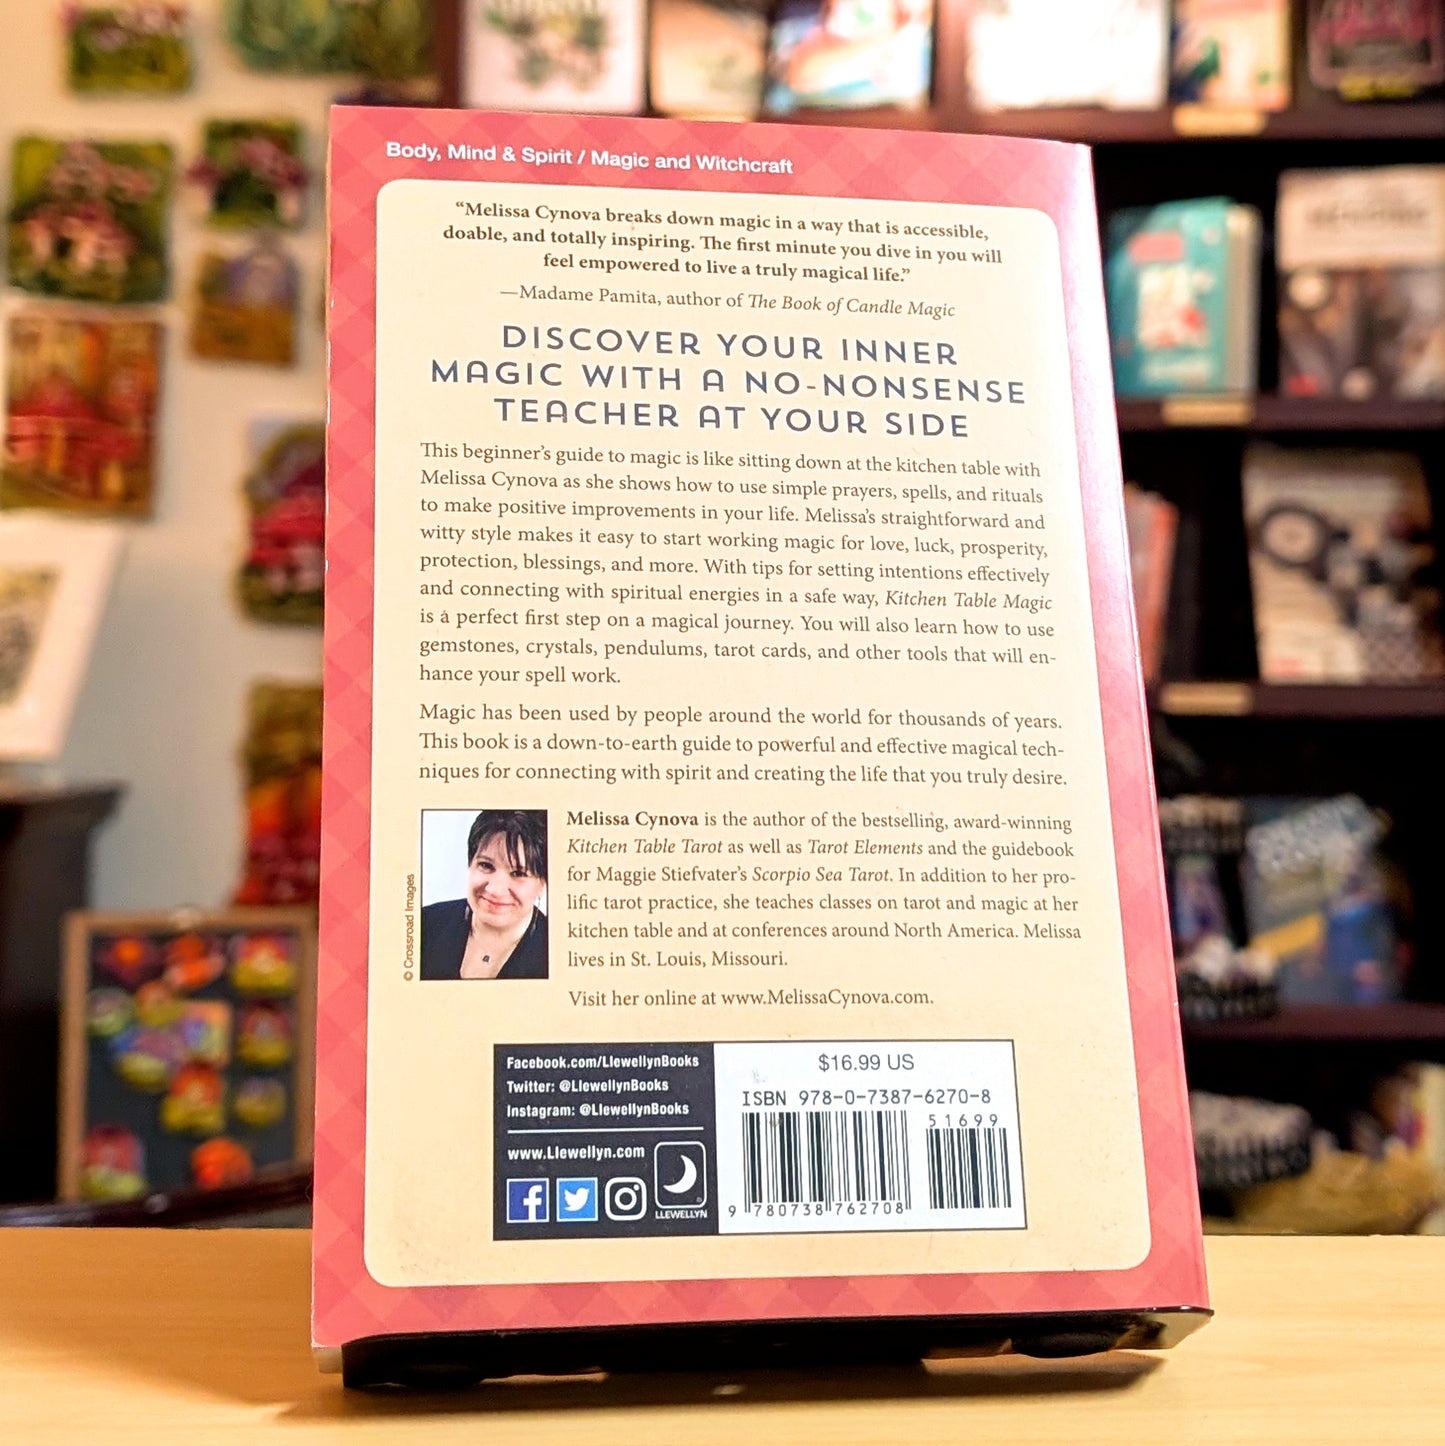 Body, Mind & Spirit / Magic and Witchcraft
“Melissa Cynova breaks down magic in a way that is accessible,
doable, and totally inspiring. The first minute you dive in you will
feel empowered to live a truly magical life.”
—Madame Pamita, author of The Book of Candle Magic
DISCOVER YOUR INNER
MAGIC WITH A NO-NONSENSE
TEACHER AT YOUR SIDE
This beginner’s guide to magic is like sitting down at the kitchen table with
Melissa Cynova as she shows how to use simple prayers, spells, and rituals
to make positive improvements in your life. Melissa’s straightforward and
witty style makes it easy to start working magic for love, luck, prosperity,
protection, blessings, and more. With tips for setting intentions effectively
and connecting with spiritual energies in a safe way, Kitchen Table Magic
is a perfect first step on a magical journey. You will also learn how to use
gemstones, crystals, pendulums, tarot cards, and other tools that will en-
hance your spell work.
Magic has been used by people around the world for thousands of years.
This book is a down-to-earth guide to powerful and effective magical tech-
niques for connecting with spirit and creating the life that you truly desire.
© Crossroad Images
Melissa Cynova is the author of the bestselling, award-winning
Kitchen Table Tarot as well as Tarot Elements and the guidebook
for Maggie Stiefvater’s Scorpio Sea Tarot. In addition to her pro-
lific tarot practice, she teaches classes on tarot and magic at her
kitchen table and at conferences around North America. Melissa
lives in St. Louis, Missouri.
Visit her online at www.MelissaCynova.com.
Facebook.com/LlewellynBooks
Twitter: @LlewellynBooks
Instagram: @LlewellynBooks
www.Llewellyn.com
LLEWELLYN
$16.99 US
ISBN 978-0-7387-6270-8
51699
9 780738 762708